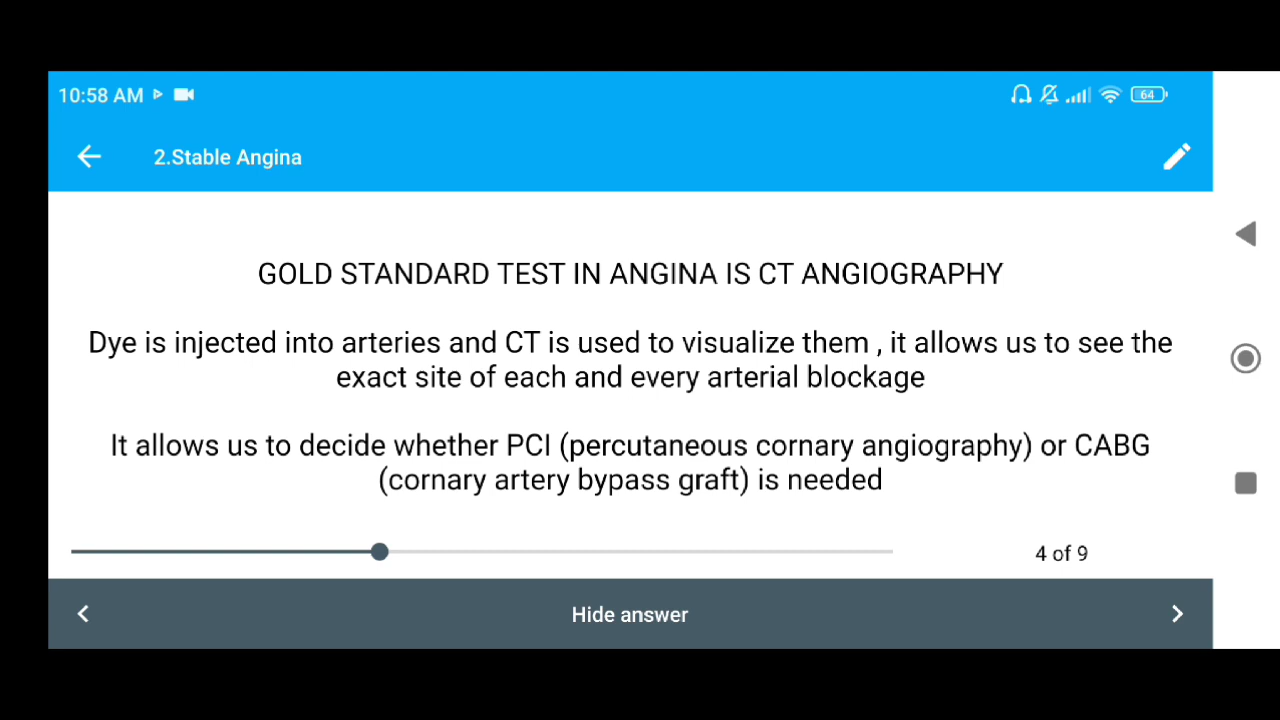 10:58 AM
64
2.Stable Angina
GOLD STANDARD TEST IN ANGINA IS CT ANGIOGRAPHY
Dye is injected into arteries and CT is used to visualize them , it allows us to see the
exact site of each and every arterial blockage
It allows us to decide whether PCI (percutaneous cornary angiography) or CABG
(cornary artery bypass graft) is needed
4 of 9
Hide answer